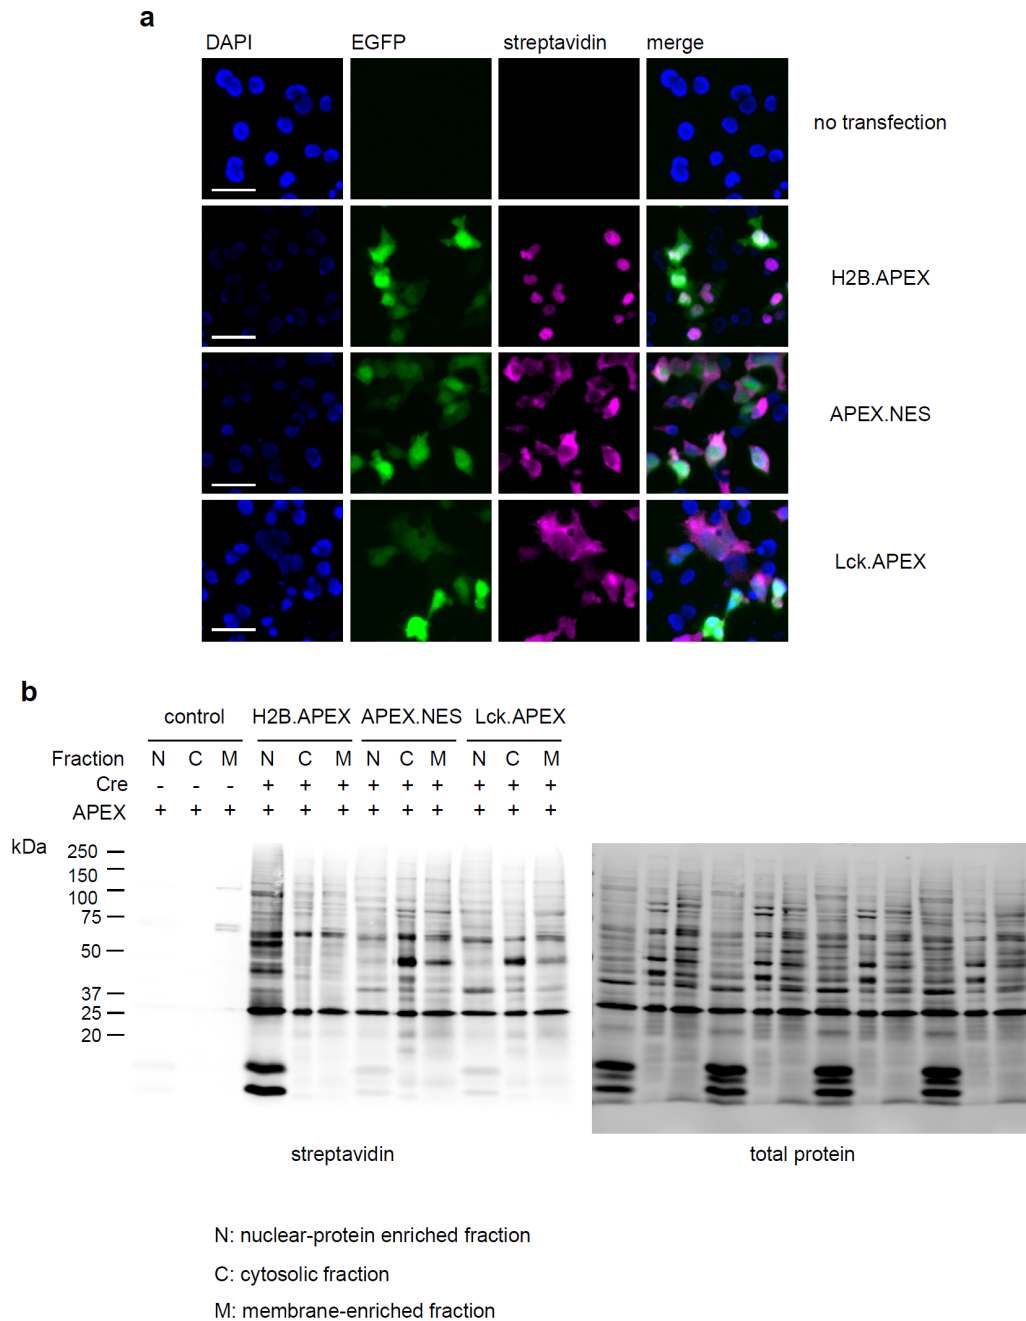 a
DAPI EGFP streptavidin merge
no transfection
H2B.APEX
APEX.NES
Lck.APEX
b
control H2B.APEX APEX.NES Lck.APEX
Fraction N C M N C M N C M N C M
Cre - - - + + + + + + + + +
APEX + + + + + + + + + + + +
kDa
250
150
100
75
50
37
25
20
streptavidin total protein
N: nuclear-protein enriched fraction
C: cytosolic fraction
M: membrane-enriched fraction